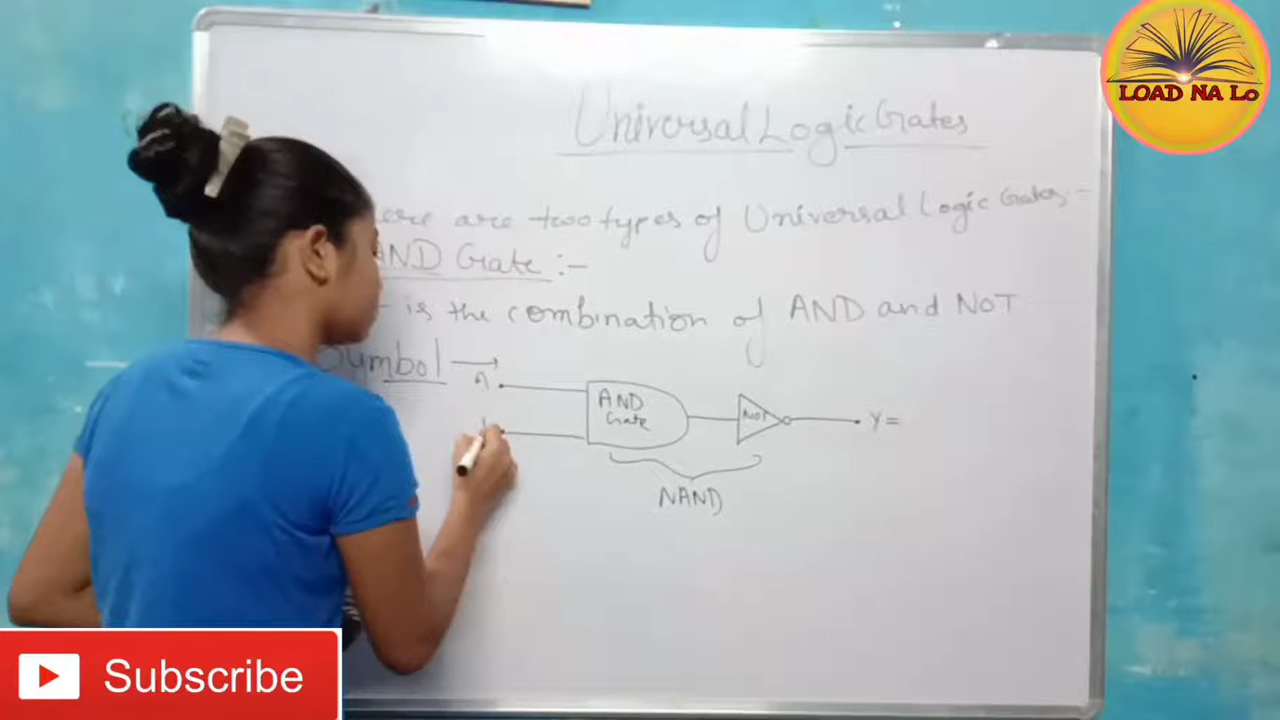 LOAD NA LO
Universal Logic Gates
ere are two types of Universal Logic Gates :-
AND Gate :-
is the combination of AND and NOT
Symbol →
A
AND
Gate
NOT
Y =
NAND
Subscribe